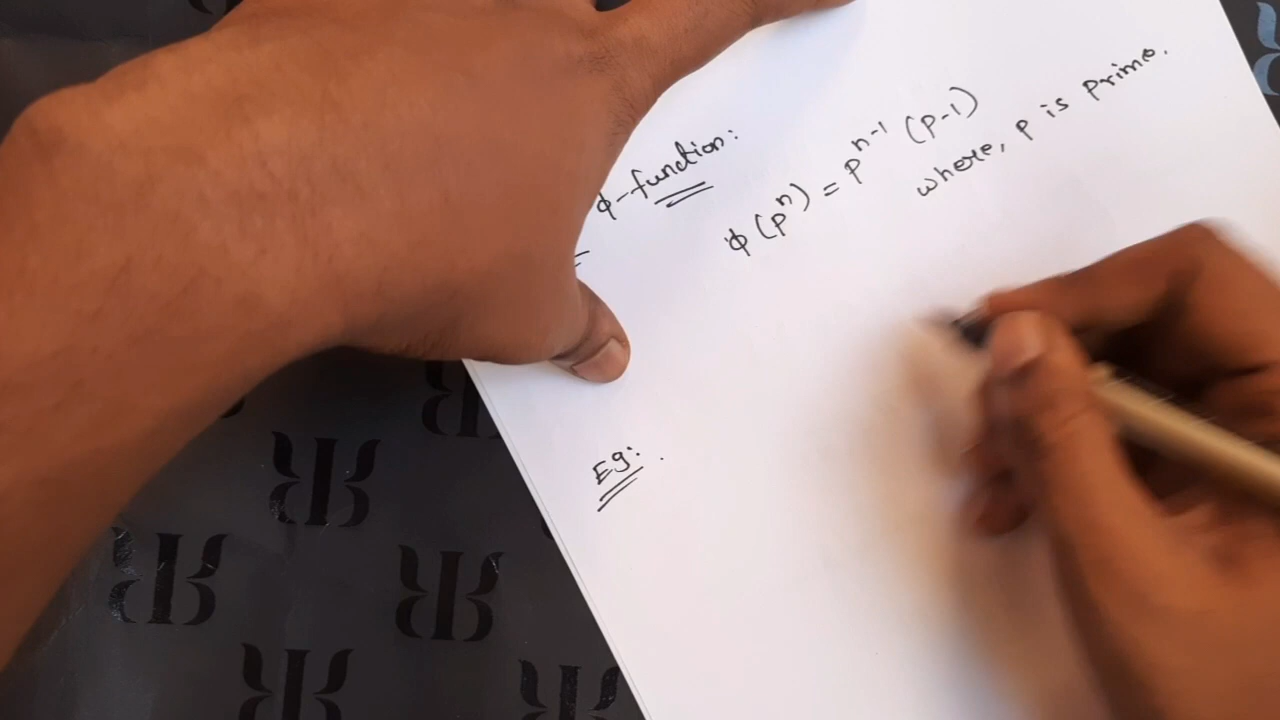 φ-function:
φ(pⁿ) = pⁿ⁻¹ (p-1)
where, p is prime.
Eg: